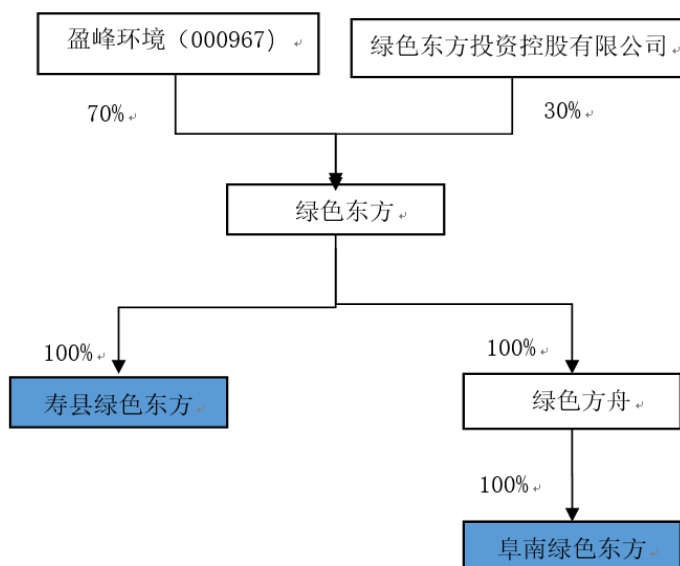 盈峰环境（000967）
绿色东方投资控股有限公司
70%
30%
绿色东方
100%
100%
寿县绿色东方
绿色方舟
100%
阜南绿色东方